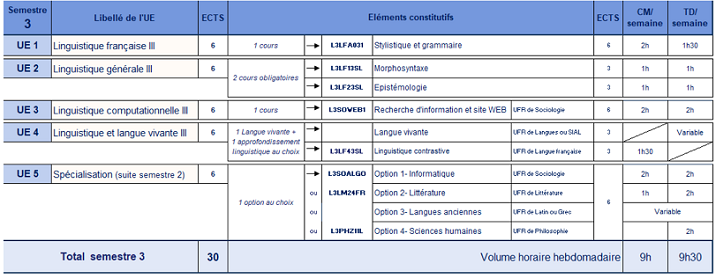 Semestre 3 Libellé de l'UE ECTS Eléments constitutifs ECTS CM/ semaine TD/ semaine
UE 1 Linguistique française III 6 1 cours → L3LFA031 Stylistique et grammaire 6 2h 1h30
UE 2 Linguistique générale III 6 2 cours obligatoires → L3LF13SL Morphosyntaxe 3 1h 1h
→ L3LF23SL Epistémologie 3 1h 1h
UE 3 Linguistique computationnelle III 6 1 cours → L3SOWEB1 Recherche d'information et site WEB UFR de Sociologie 6 2h 2h
UE 4 Linguistique et langue vivante III 6 1 Langue vivante + 1 approfondissement linguistique au choix → Langue vivante UFR de Langues ou SIAL 3 Variable
→ L3LF43SL Linguistique contrastive UFR de Langue française 3 1h30
UE 5 Spécialisation (suite semestre 2) 6 1 option au choix → L3SOALGO Option 1- Informatique UFR de Sociologie 6 2h 2h
ou L3LM24FR Option 2- Littérature UFR de Littérature 1h 2h
ou Option 3- Langues anciennes UFR de Latin ou Grec Variable
ou L3PHZ11L Option 4- Sciences humaines UFR de Philosophie 2h
Total semestre 3 30 Volume horaire hebdomadaire 9h 9h30